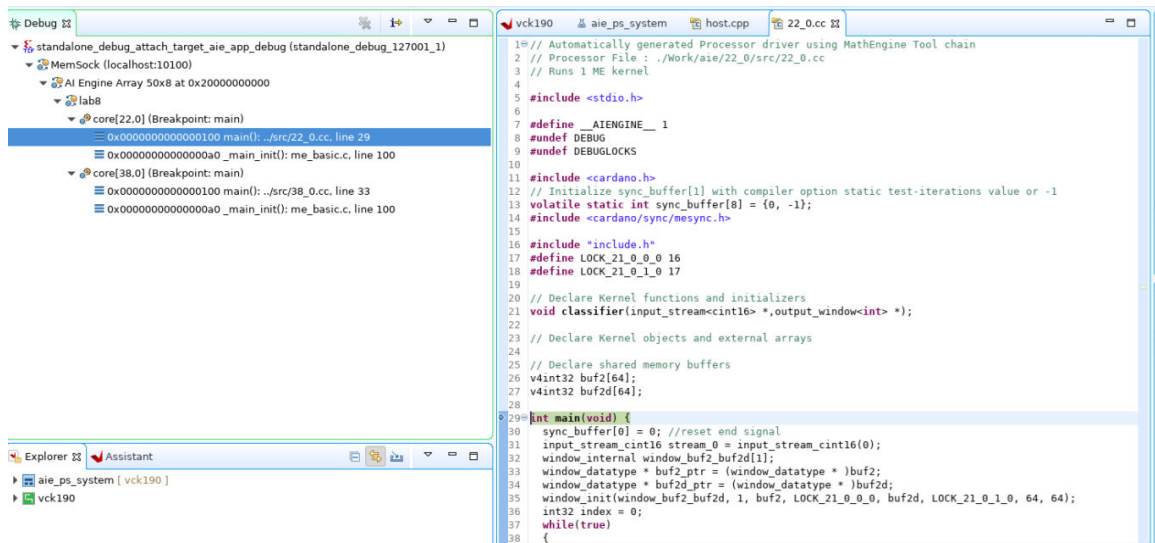 Debug
standalone_debug_attach_target_aie_app_debug (standalone_debug_127001_1)
MemSock (localhost:10100)
AI Engine Array 50x8 at 0x20000000000
lab8
core[22,0] (Breakpoint: main)
0x0000000000000100 main(): ../src/22_0.cc, line 29
0x00000000000000a0 _main_init(): me_basic.c, line 100
core[38,0] (Breakpoint: main)
0x0000000000000100 main(): ../src/38_0.cc, line 33
0x00000000000000a0 _main_init(): me_basic.c, line 100
Explorer Assistant
aie_ps_system [ vck190 ]
vck190
vck190 aie_ps_system host.cpp 22_0.cc
1 // Automatically generated Processor driver using MathEngine Tool chain
2 // Processor File : ./Work/aie/22_0/src/22_0.cc
3 // Runs 1 ME kernel
4
5 #include <stdio.h>
6
7 #define __AIENGINE__ 1
8 #undef DEBUG
9 #undef DEBUGLOCKS
10
11 #include <cardano.h>
12 // Initialize sync_buffer[1] with compiler option static test-iterations value or -1
13 volatile static int sync_buffer[8] = {0, -1};
14 #include <cardano/sync/mesync.h>
15
16 #include "include.h"
17 #define LOCK_21_0_0_0 16
18 #define LOCK_21_0_1_0 17
19
20 // Declare Kernel functions and initializers
21 void classifier(input_stream<cint16> *,output_window<int> *);
22
23 // Declare Kernel objects and external arrays
24
25 // Declare shared memory buffers
26 v4int32 buf2[64];
27 v4int32 buf2d[64];
28
29 int main(void) {
30 sync_buffer[0] = 0; //reset end signal
31 input_stream_cint16 stream_0 = input_stream_cint16(0);
32 window_internal window_buf2_buf2d[1];
33 window_datatype * buf2_ptr = (window_datatype * )buf2;
34 window_datatype * buf2d_ptr = (window_datatype * )buf2d;
35 window_init(window_buf2_buf2d, 1, buf2, LOCK_21_0_0_0, buf2d, LOCK_21_0_1_0, 64, 64);
36 int32 index = 0;
37 while(true)
38 {